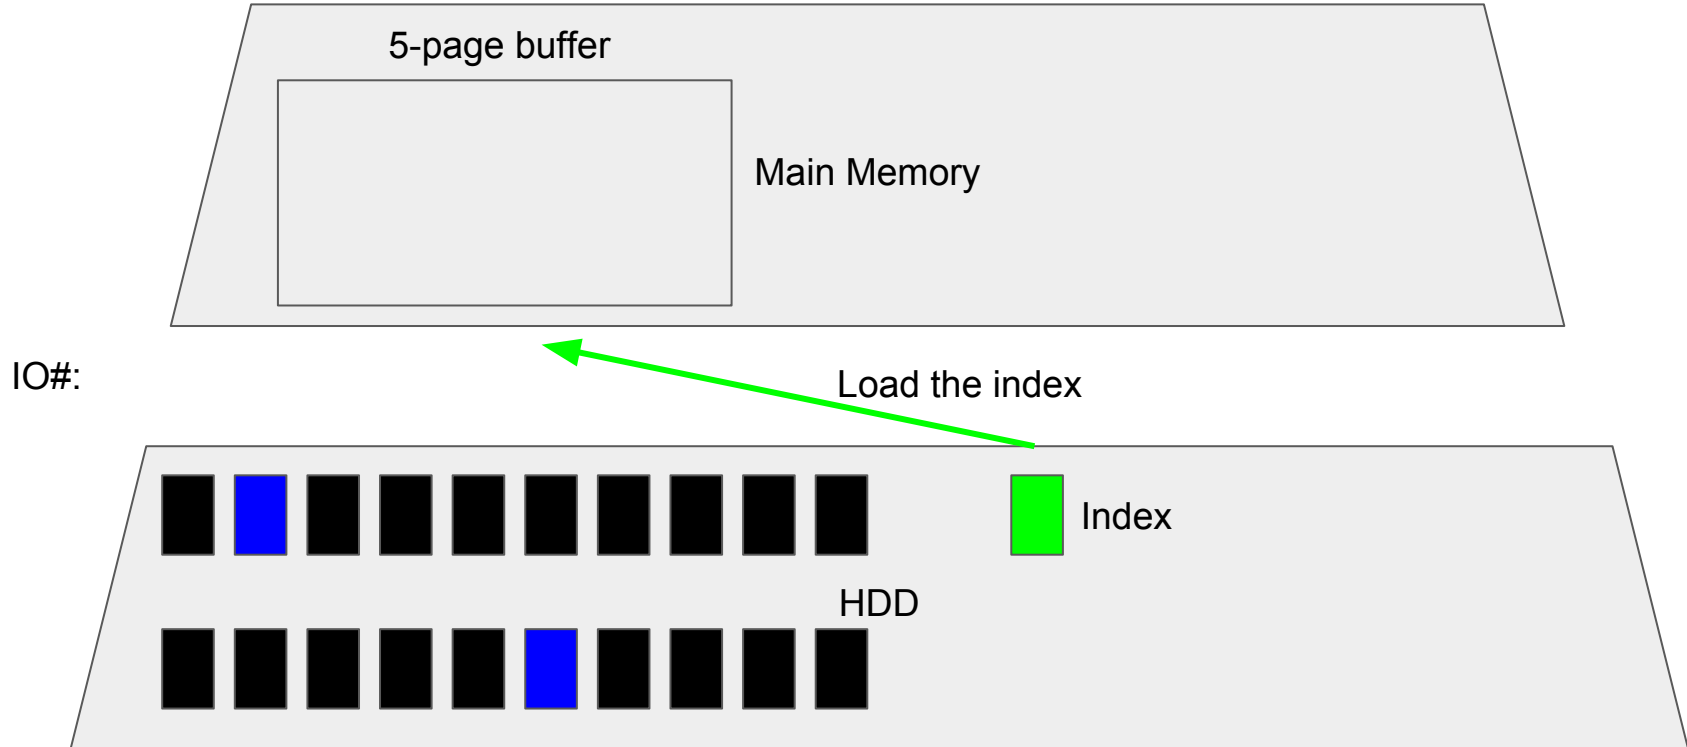 5-page buffer
Main Memory
IO#:
Load the index
Index
HDD